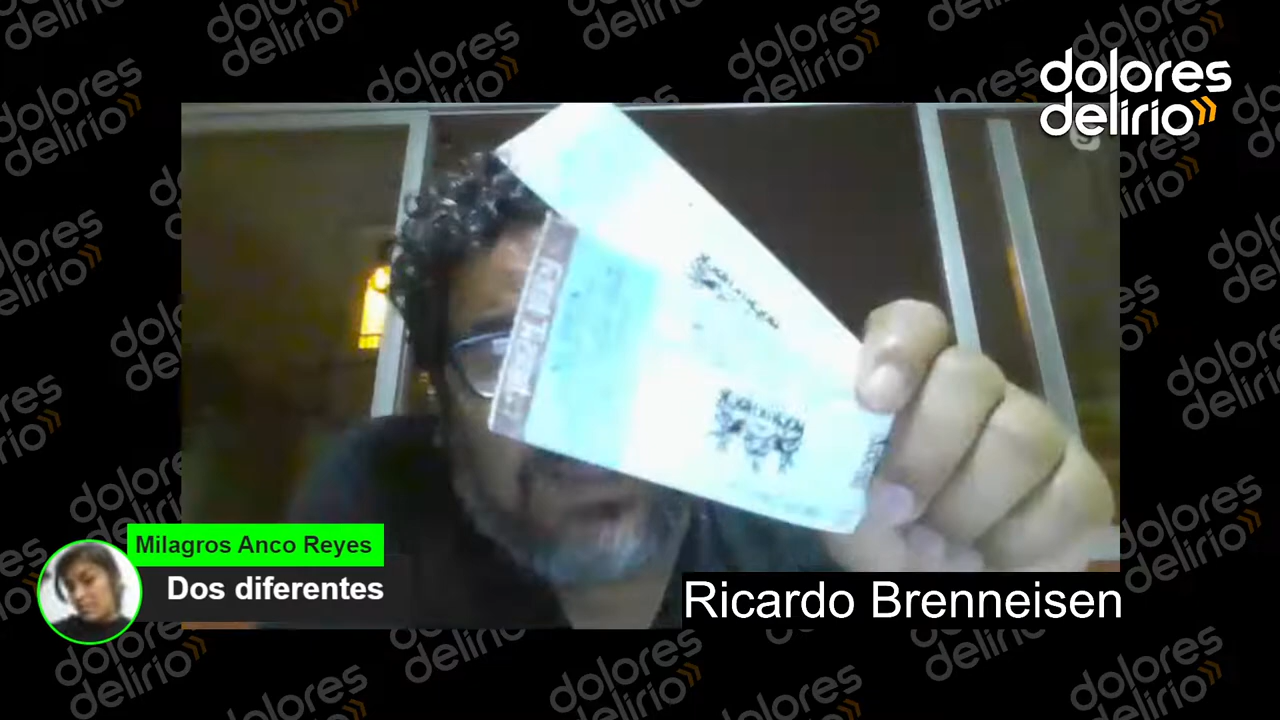 dolores
delirio
Milagros Anco Reyes
Dos diferentes
Ricardo Brenneisen